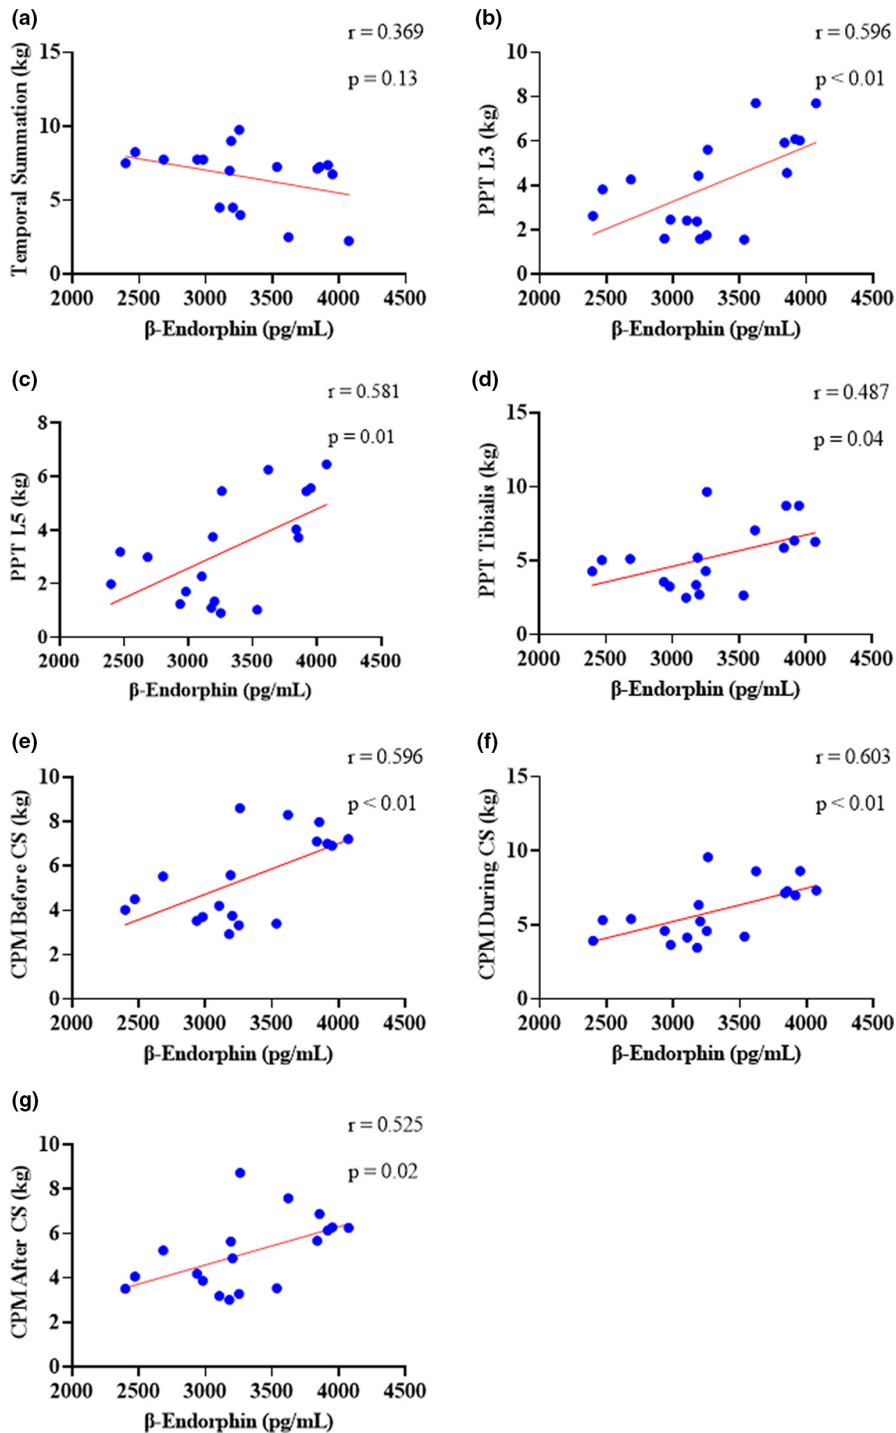 (a)
r = 0.369
p = 0.13
Temporal Summation (kg)
15
10
5
0
2000 2500 3000 3500 4000 4500
β-Endorphin (pg/mL)
(b)
r = 0.596
p < 0.01
PPT L3 (kg)
10
8
6
4
2
0
2000 2500 3000 3500 4000 4500
β-Endorphin (pg/mL)
(c)
r = 0.581
p = 0.01
PPT L5 (kg)
8
6
4
2
0
2000 2500 3000 3500 4000 4500
β-Endorphin (pg/mL)
(d)
r = 0.487
p = 0.04
PPT Tibialis (kg)
15
10
5
0
2000 2500 3000 3500 4000 4500
β-Endorphin (pg/mL)
(e)
r = 0.596
p < 0.01
CPM Before CS (kg)
10
8
6
4
2
0
2000 2500 3000 3500 4000 4500
β-Endorphin (pg/mL)
(f)
r = 0.603
p < 0.01
CPM During CS (kg)
15
10
5
0
2000 2500 3000 3500 4000 4500
β-Endorphin (pg/mL)
(g)
r = 0.525
p = 0.02
CPM After CS (kg)
10
8
6
4
2
0
2000 2500 3000 3500 4000 4500
β-Endorphin (pg/mL)